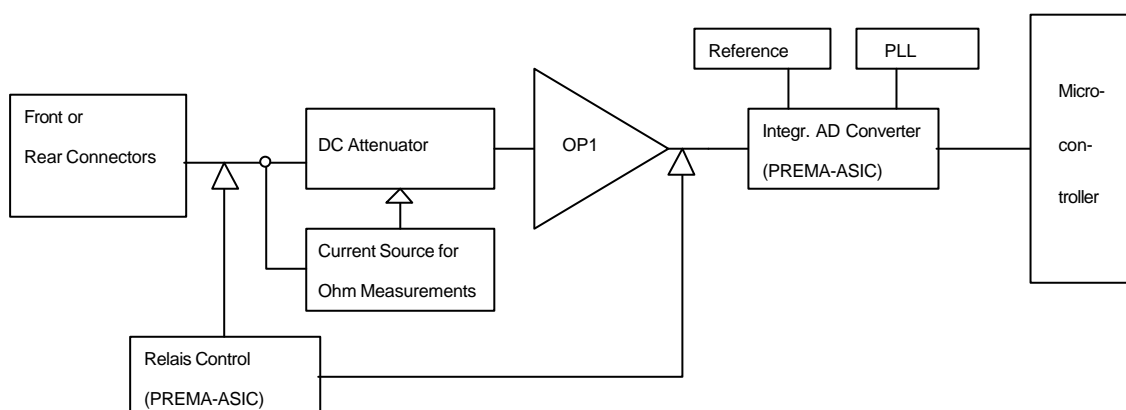 Reference
PLL
Front or
Rear Connectors
DC Attenuator
OP1
Integr. AD Converter
(PREMA-ASIC)
Micro-
con-
troller
Current Source for
Ohm Measurements
Relais Control
(PREMA-ASIC)